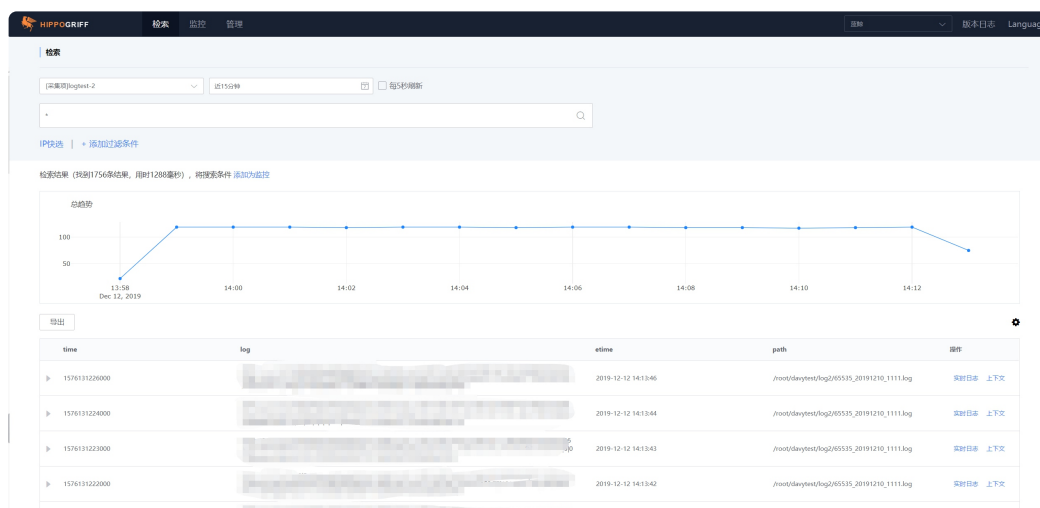 HIPPOGRIFF 检索 监控 管理 蓝鲸 版本日志 Languag
检索
[采集项]logtest-2 近15分钟 每5秒刷新
*
IP快选 | + 添加过滤条件
检索结果（找到1756条结果，用时1288毫秒），将搜索条件 添加为监控
总趋势
100
50
13:58 14:00 14:02 14:04 14:06 14:08 14:10 14:12
Dec 12, 2019
导出
time log etime path 操作
1576131226000 2019-12-12 14:13:46 /root/davytest/log2/65535_20191210_1111.log 实时日志 上下文
1576131224000 2019-12-12 14:13:44 /root/davytest/log2/65535_20191210_1111.log 实时日志 上下文
1576131223000 2019-12-12 14:13:43 /root/davytest/log2/65535_20191210_1111.log 实时日志 上下文
1576131222000 2019-12-12 14:13:42 /root/davytest/log2/65535_20191210_1111.log 实时日志 上下文